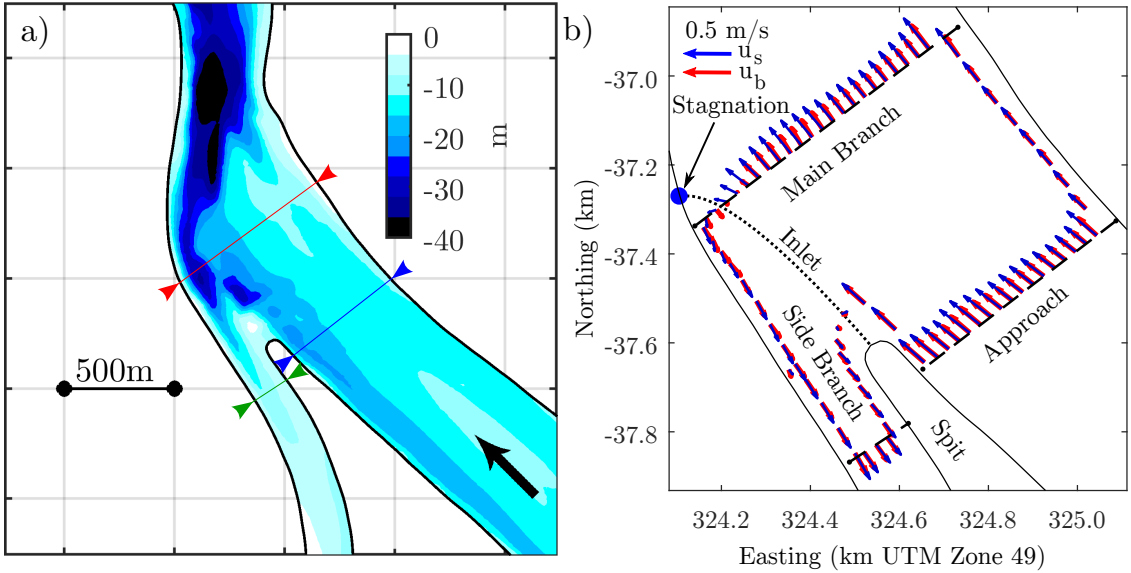 a)
0
-10
-20
-30
-40
m
500m
b)
0.5 m/s
u_s
u_b
Stagnation
Main Branch
Inlet
Side Branch
Approach
Spit
-37.0
-37.2
-37.4
-37.6
-37.8
Northing (km)
324.2 324.4 324.6 324.8 325.0
Easting (km UTM Zone 49)